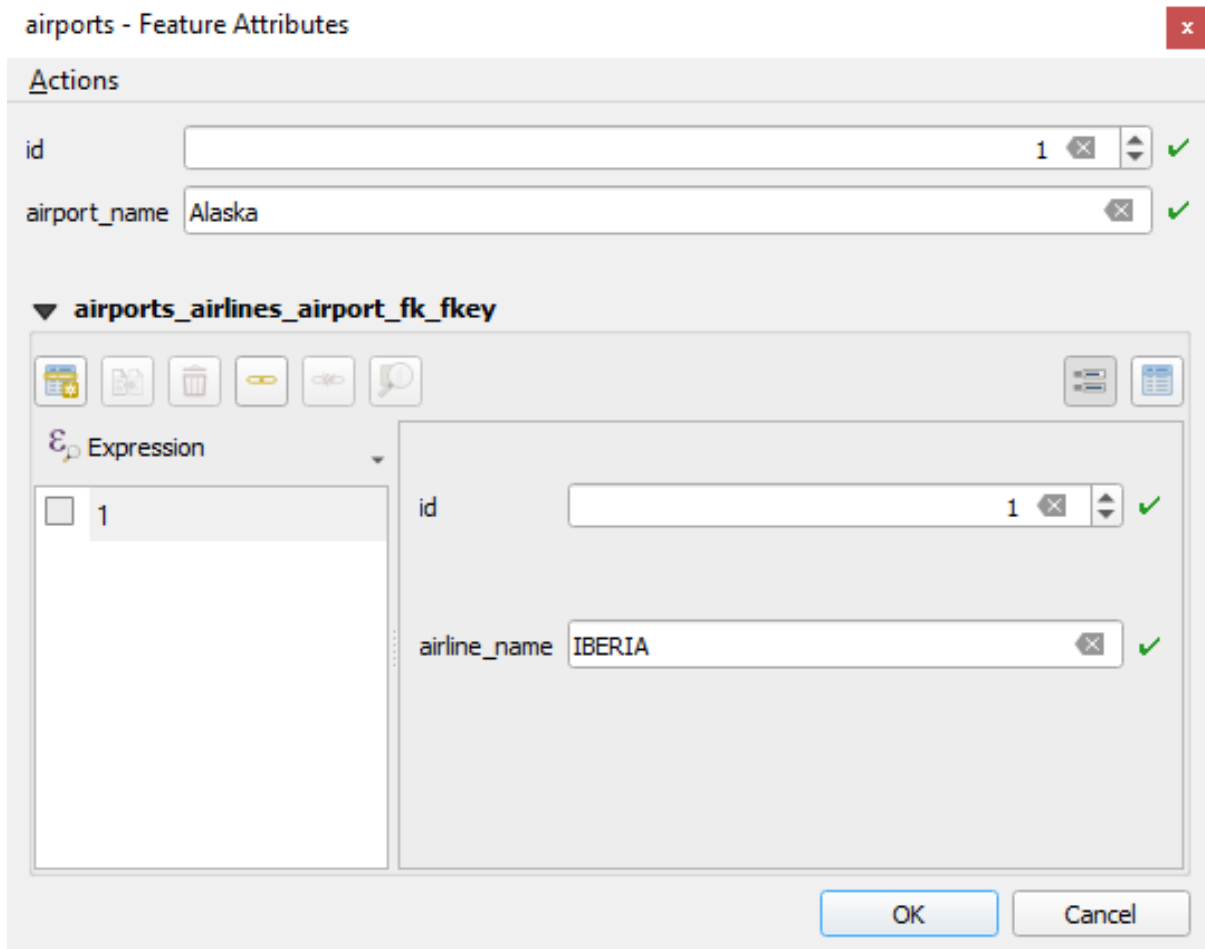 airports - Feature Attributes
x
Actions
id 1
airport_name Alaska
airports_airlines_airport_fk_fkey
ε Expression
1
id 1
airline_name IBERIA
OK Cancel